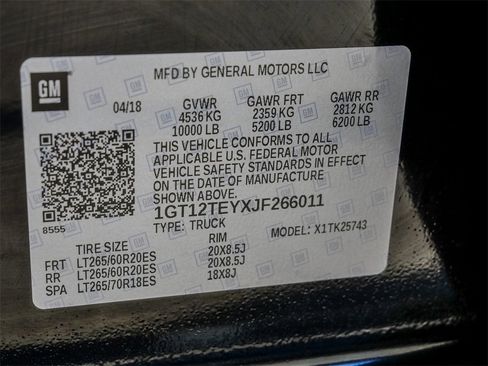 GM
MFD BY GENERAL MOTORS LLC
04/18 GVWR GAWR FRT GAWR RR
4536 KG 2359 KG 2812 KG
10000 LB 5200 LB 6200 LB
THIS VEHICLE CONFORMS TO ALL
APPLICABLE U.S. FEDERAL MOTOR
VEHICLE SAFETY STANDARDS IN EFFECT
ON THE DATE OF MANUFACTURE
SHOWN ABOVE.
1GT12TEYXJF266011
8555 TYPE: TRUCK MODEL: X1TK25743
TIRE SIZE RIM
FRT LT265/60R20ES 20X8.5J
RR LT265/60R20ES 20X8.5J
SPA LT265/70R18ES 18X8J